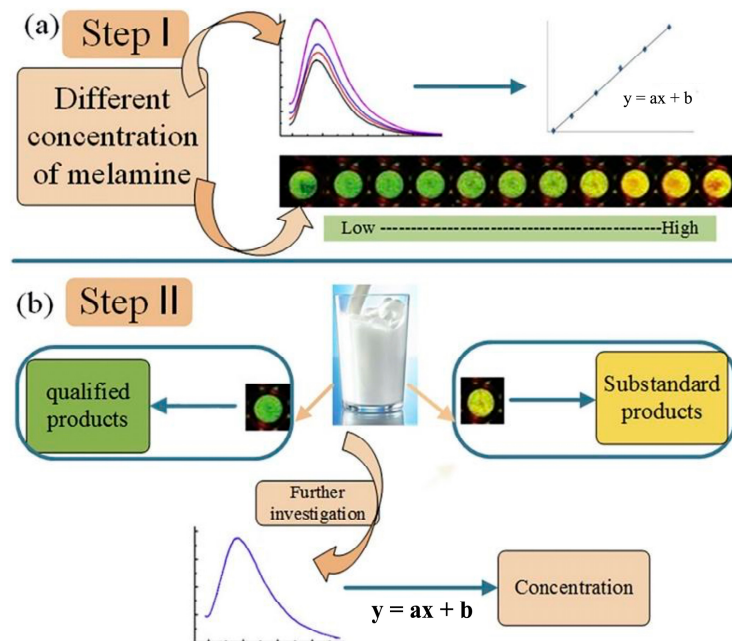 (a) Step I
Different
concentration
of melamine
y = ax + b
Low ------------------------------------------------High
(b) Step II
qualified
products
Substandard
products
Further
investigation
y = ax + b
Concentration